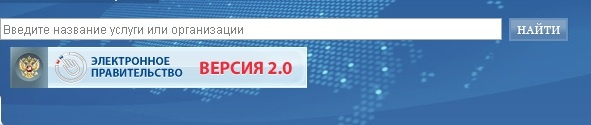 Введите название услуги или организации
НАЙТИ
ЭЛЕКТРОННОЕ
ПРАВИТЕЛЬСТВО
ВЕРСИЯ 2.0